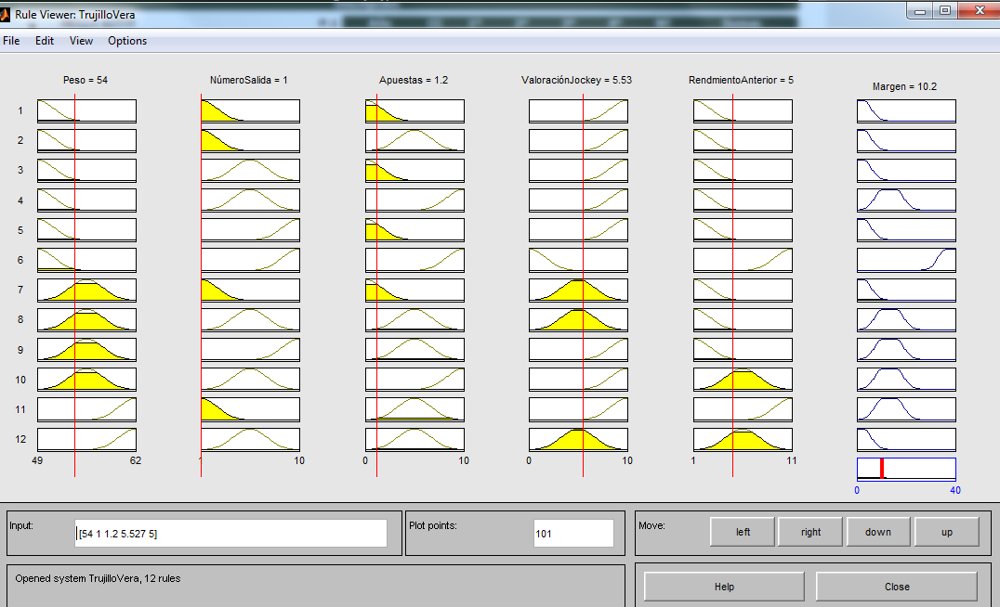 Rule Viewer: TrujilloVera
File Edit View Options
Peso = 54 NúmeroSalida = 1 Apuestas = 1.2 ValoraciónJockey = 5.53 RendmientoAnterior = 5 Margen = 10.2
1
2
3
4
5
6
7
8
9
10
11
12
49 62 1 10 0 10 0 10 1 11
0 40
Input: [54 1 1.2 5.527 5] Plot points: 101 Move: left right down up
Opened system TrujilloVera, 12 rules Help Close